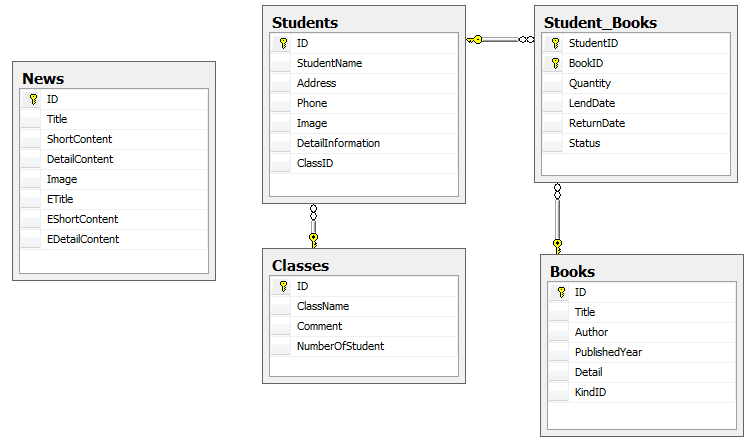 News
ID
Title
ShortContent
DetailContent
Image
ETitle
EShortContent
EDetailContent
Students
ID
StudentName
Address
Phone
Image
DetailInformation
ClassID
Classes
ID
ClassName
Comment
NumberOfStudent
Student_Books
StudentID
BookID
Quantity
LendDate
ReturnDate
Status
Books
ID
Title
Author
PublishedYear
Detail
KindID